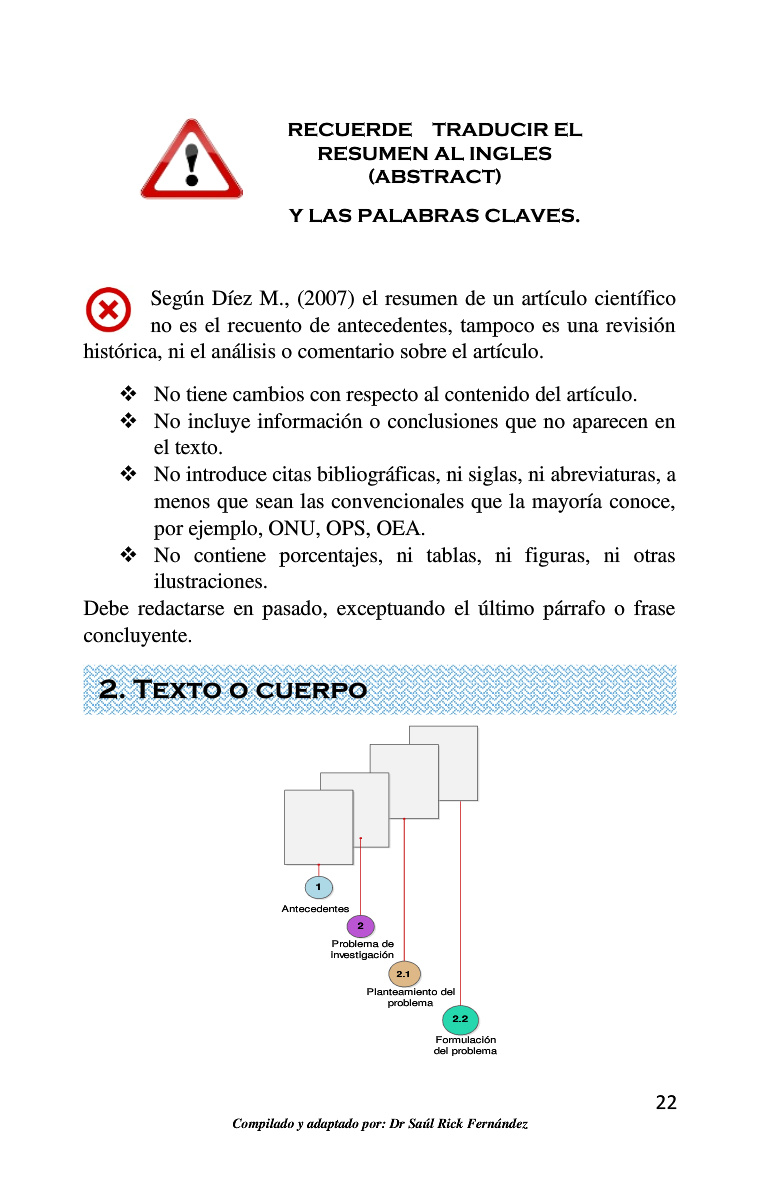 RECUERDE TRADUCIR EL
RESUMEN AL INGLES
(ABSTRACT)
Y LAS PALABRAS CLAVES.
Según Díez M., (2007) el resumen de un artículo científico
no es el recuento de antecedentes, tampoco es una revisión
histórica, ni el análisis o comentario sobre el artículo.
❖ No tiene cambios con respecto al contenido del artículo.
❖ No incluye información o conclusiones que no aparecen en
el texto.
❖ No introduce citas bibliográficas, ni siglas, ni abreviaturas, a
menos que sean las convencionales que la mayoría conoce,
por ejemplo, ONU, OPS, OEA.
❖ No contiene porcentajes, ni tablas, ni figuras, ni otras
ilustraciones.
Debe redactarse en pasado, exceptuando el último párrafo o frase
concluyente.
2. TEXTO O CUERPO
1
Antecedentes
2
Problema de
investigación
2.1
Planteamiento del
problema
2.2
Formulación
del problema
22
Compilado y adaptado por: Dr Saúl Rick Fernández